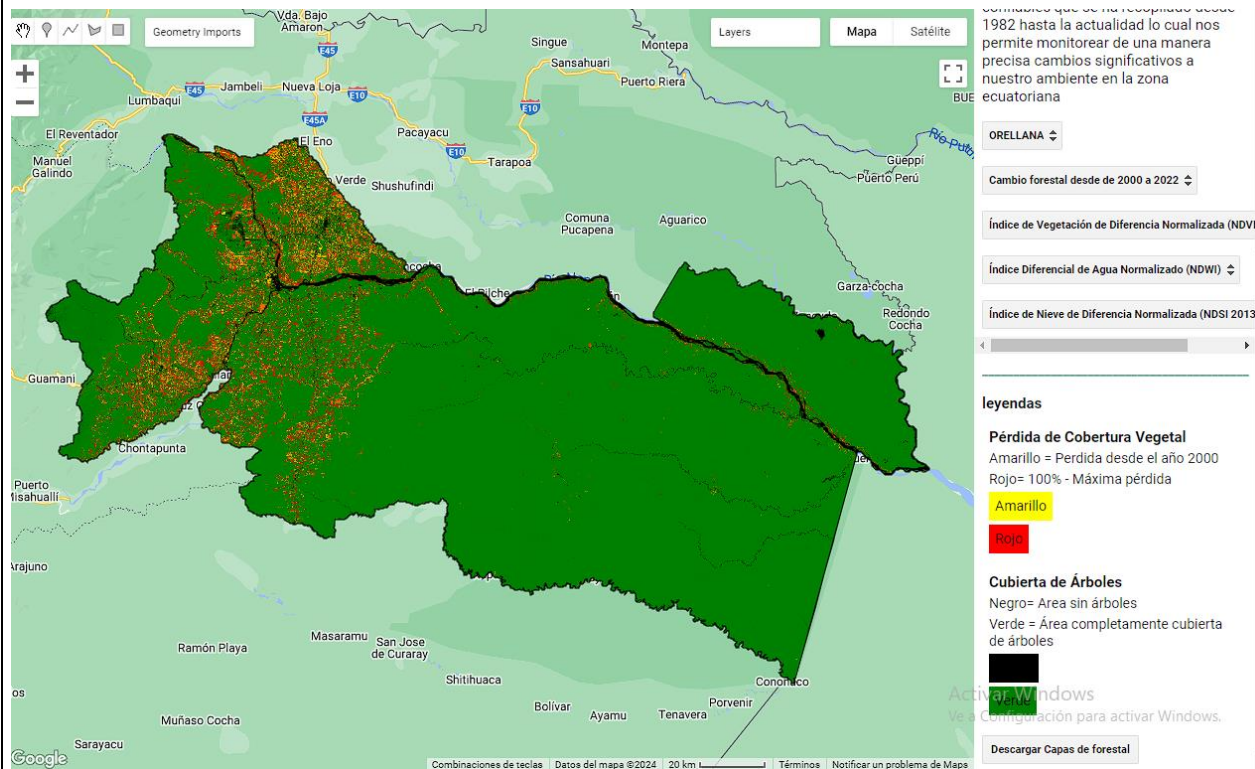 Geometry Imports
Layers
Mapa
Satélite
Vda. Bajo
Amaron
E45
Singue
Montepa
Sansahuari
Puerto Riera
E45
Jambeli
Nueva Loja
E10
E10
Lumbaqui
E45A
BUE
El Reventador
El Eno
Pacayacu
E10
Manuel
Galindo
Tarapoa
Güeppí
Verde
Shushufindi
Puerto Perú
Comuna
Pucapena
Aguarico
El Pilche
Garza-cocha
Redondo
Cocha
Guamani
Chontapunta
Puerto
Misahuallí
Arajuno
Masaramu
San Jose
de Curaray
Ramón Playa
Shitihuaca
Cononaco
Porvenir
Bolívar
Ayamu
Tenavera
Muñaso Cocha
Sarayacu
Google
Combinaciones de teclas
Datos del mapa ©2024
20 km
Términos
Notificar un problema de Maps
1982 hasta la actualidad lo cual nos
permite monitorear de una manera
precisa cambios significativos a
nuestro ambiente en la zona
ecuatoriana
ORELLANA
Cambio forestal desde de 2000 a 2022
Índice de Vegetación de Diferencia Normalizada (NDVI
Índice Diferencial de Agua Normalizado (NDWI)
Índice de Nieve de Diferencia Normalizada (NDSI 2013
leyendas
Pérdida de Cobertura Vegetal
Amarillo = Perdida desde el año 2000
Rojo= 100% - Máxima pérdida
Amarillo
Rojo
Cubierta de Árboles
Negro= Area sin árboles
Verde = Área completamente cubierta
de árboles
Verde
Activar Windows
Ve a Configuración para activar Windows.
Descargar Capas de forestal